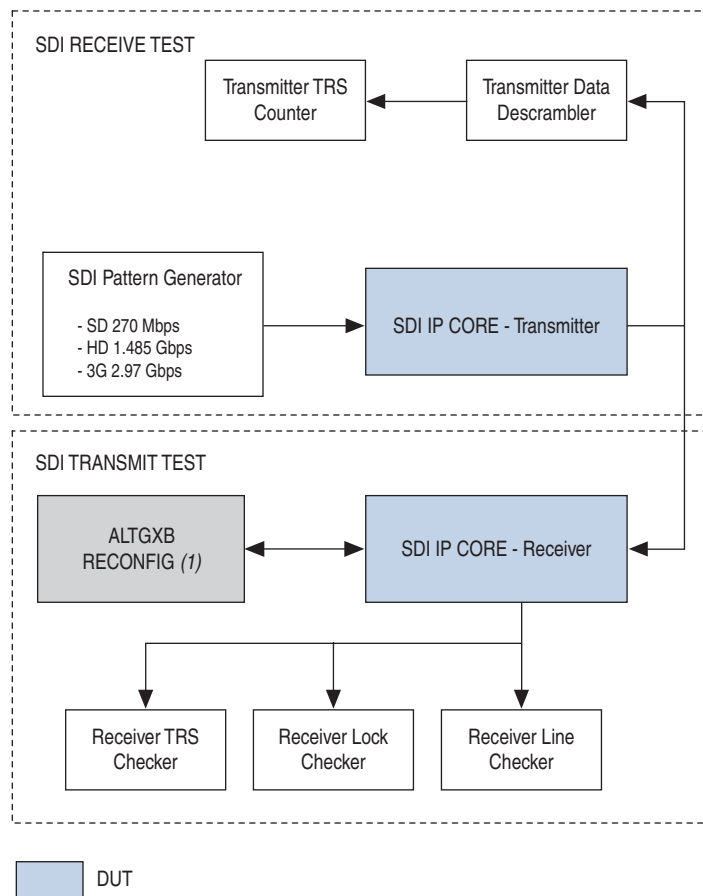 SDI RECEIVE TEST
Transmitter TRS
Counter
Transmitter Data
Descrambler
SDI Pattern Generator
- SD 270 Mbps
- HD 1.485 Gbps
- 3G 2.97 Gbps
SDI IP CORE - Transmitter
SDI TRANSMIT TEST
ALTGXB
RECONFIG (1)
SDI IP CORE - Receiver
Receiver TRS
Checker
Receiver Lock
Checker
Receiver Line
Checker
DUT